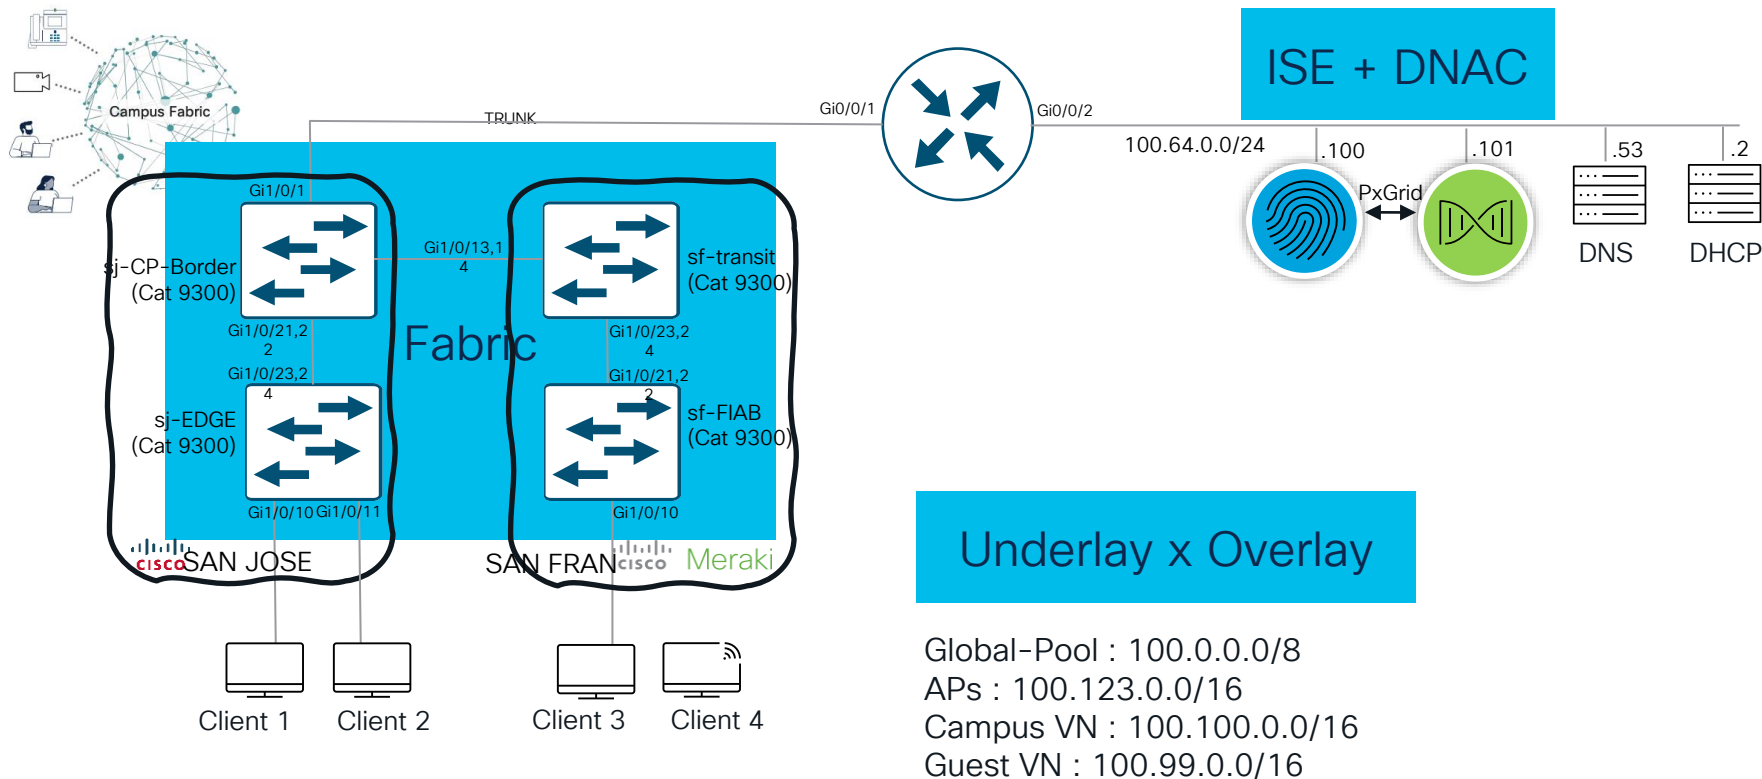 Campus Fabric
TRUNK
Gi0/0/1
Gi0/0/2
ISE + DNAC
100.64.0.0/24
.100
.101
.53
.2
PxGrid
DNS
DHCP
Gi1/0/1
sj-CP-Border
(Cat 9300)
Gi1/0/13,1
4
sf-transit
(Cat 9300)
Gi1/0/21,2
2
Gi1/0/23,2
4
Fabric
Gi1/0/23,2
4
Gi1/0/21,2
2
sj-EDGE
(Cat 9300)
sf-FIAB
(Cat 9300)
Gi1/0/10
Gi1/0/11
Gi1/0/10
CISCO
SAN JOSE
SAN FRAN
CISCO
Meraki
Client 1
Client 2
Client 3
Client 4
Underlay x Overlay
Global-Pool : 100.0.0.0/8
APs : 100.123.0.0/16
Campus VN : 100.100.0.0/16
Guest VN : 100.99.0.0/16